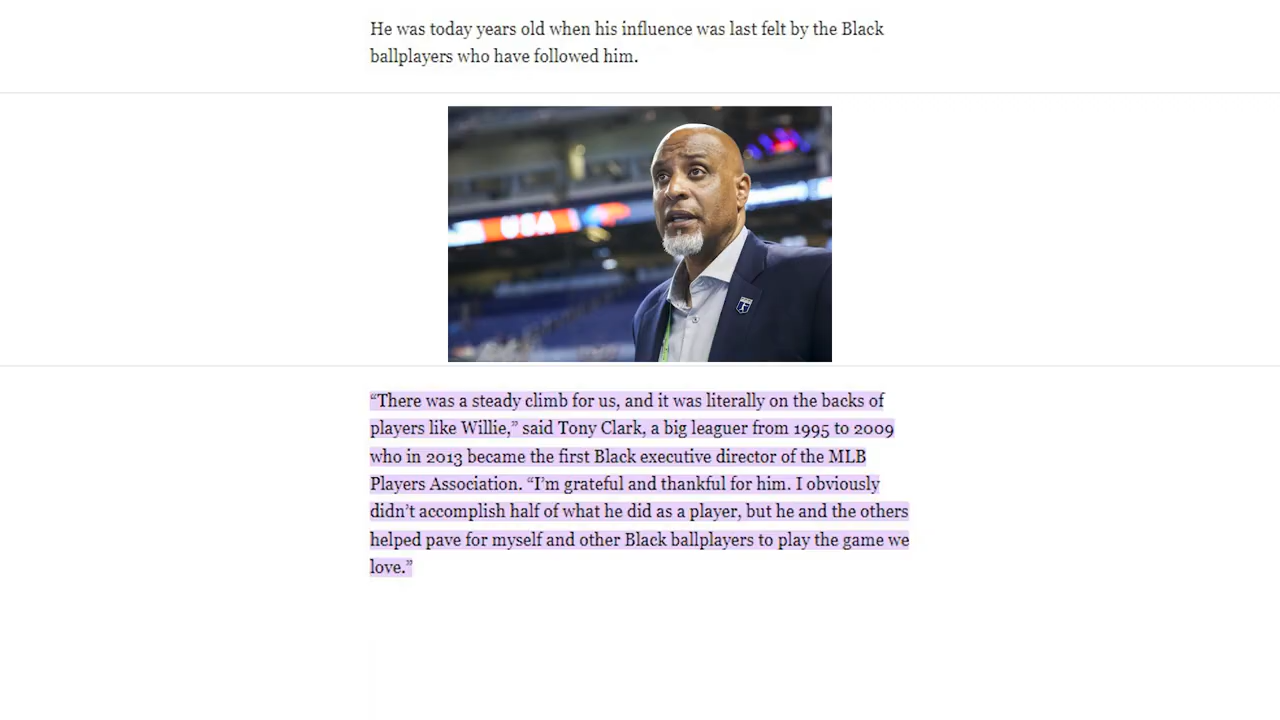 He was today years old when his influence was last felt by the Black
ballplayers who have followed him.
USA
“There was a steady climb for us, and it was literally on the backs of
players like Willie,” said Tony Clark, a big leaguer from 1995 to 2009
who in 2013 became the first Black executive director of the MLB
Players Association. “I’m grateful and thankful for him. I obviously
didn’t accomplish half of what he did as a player, but he and the others
helped pave for myself and other Black ballplayers to play the game we
love.”